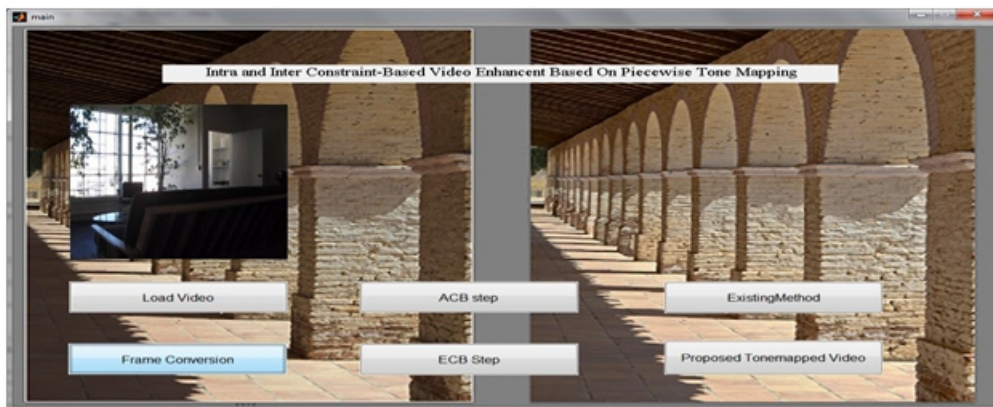 main
Intra and Inter Constraint-Based Video Enhancent Based On Piecewise Tone Mapping
Load Video
ACB step
ExistingMethod
Frame Conversion
ECB Step
Proposed Tonemapped Video